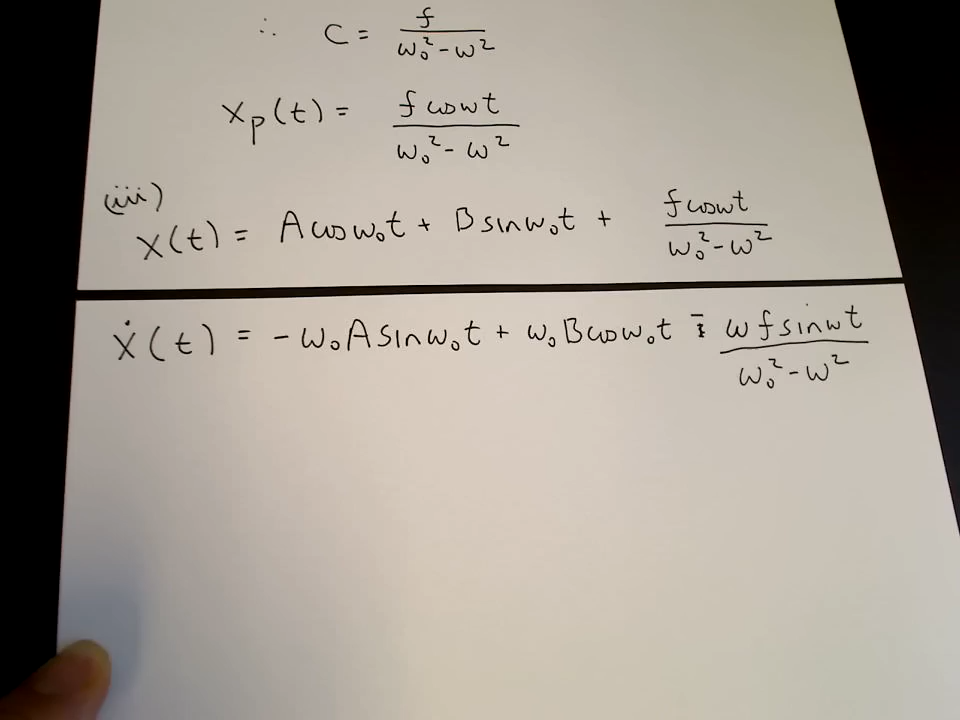 ∴ C = f / (ω₀² - ω²)
xₚ(t) = f cos ωt / (ω₀² - ω²)
(iii)
x(t) = A cos ω₀t + B sin ω₀t + f cos ωt / (ω₀² - ω²)
ẋ(t) = -ω₀A sin ω₀t + ω₀B cos ω₀t - ωf sin ωt / (ω₀² - ω²)